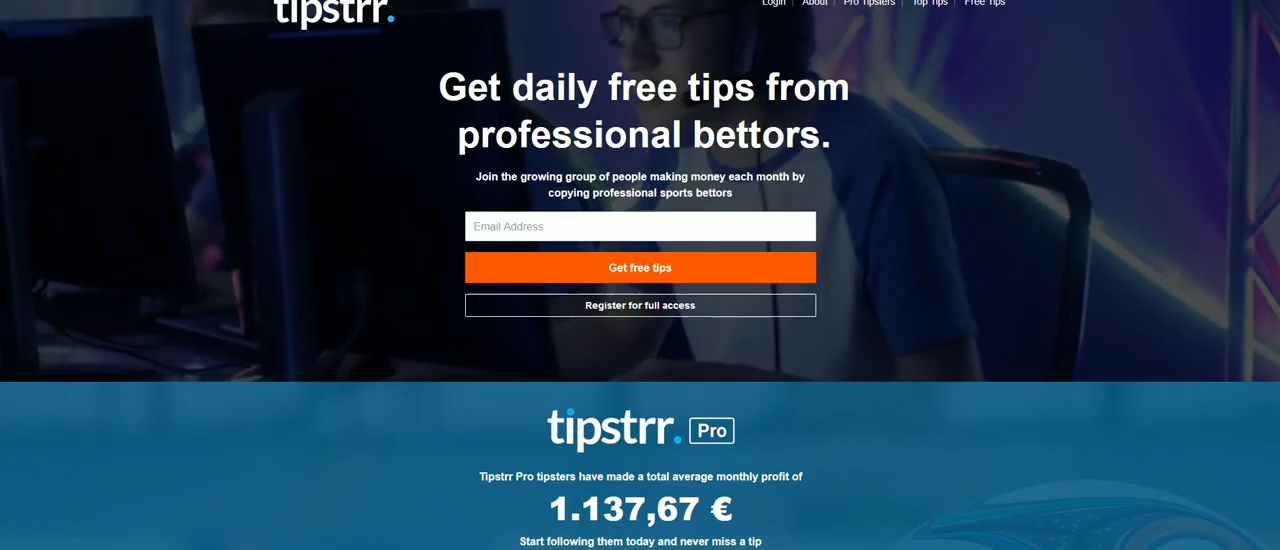 tipstrr.
Login | About | Pro Tipsters | Top Tips | Free Tips
Get daily free tips from
professional bettors.
Join the growing group of people making money each month by
copying professional sports bettors
Email Address
Get free tips
Register for full access
tipstrr. Pro
Tipstrr Pro tipsters have made a total average monthly profit of
1.137,67 €
Start following them today and never miss a tip